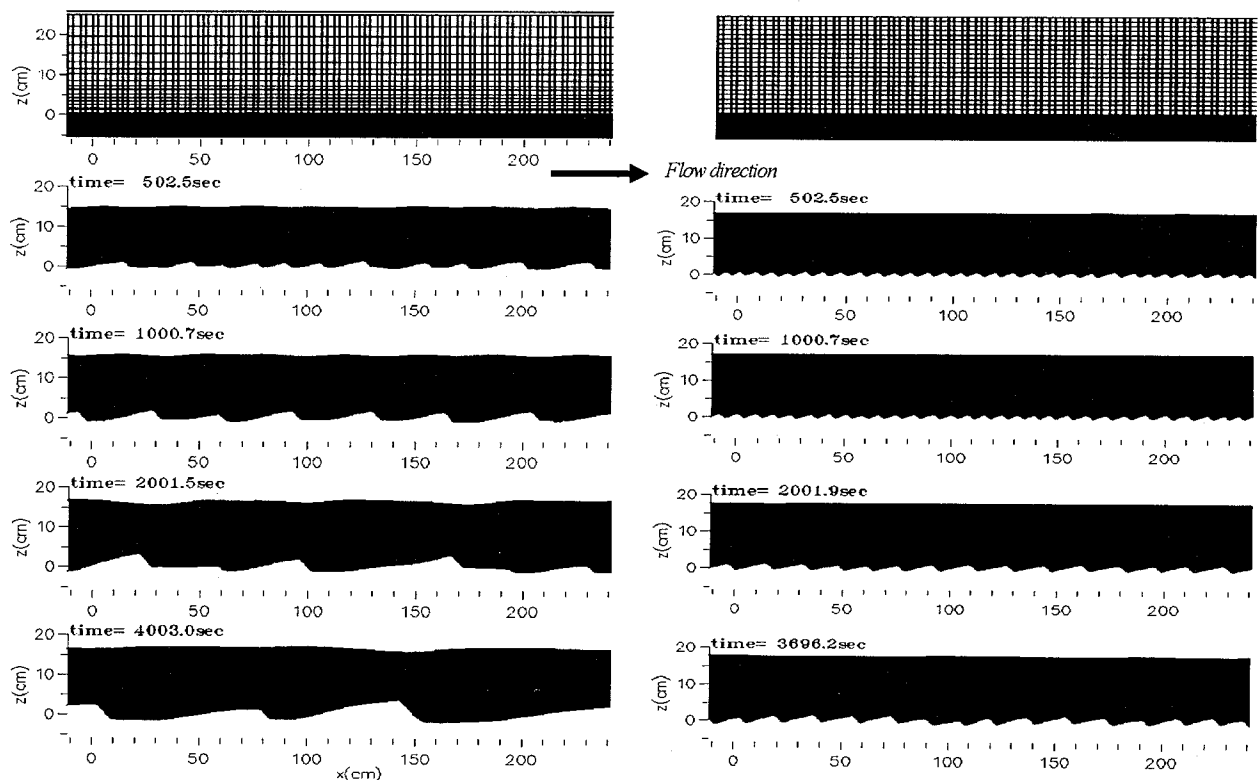 20
10
0
z(cm)
0 50 100 150 200
Flow direction
time= 502.5sec
20
10
0
z(cm)
0 50 100 150 200
time= 1000.7sec
20
10
0
z(cm)
0 50 100 150 200
time= 2001.5sec
20
10
0
z(cm)
0 50 100 150 200
time= 4003.0sec
20
10
0
z(cm)
0 50 100 150 200
x(cm)
time= 502.5sec
20
10
0
z(cm)
0 50 100 150 200
time= 1000.7sec
20
10
0
z(cm)
0 50 100 150 200
time= 2001.9sec
20
10
0
z(cm)
0 50 100 150 200
time= 3696.2sec
20
10
0
z(cm)
0 50 100 150 200